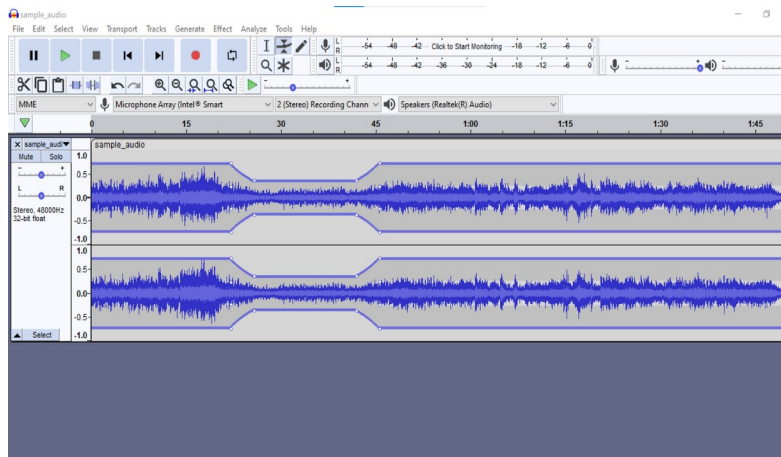 sample_audio
File Edit Select View Transport Tracks Generate Effect Analyze Tools Help
L R -54 -48 -42 Click to Start Monitoring -18 -12 -6 0
L R -54 -48 -42 -36 -30 -24 -18 -12 -6 0
MME Microphone Array (Intel® Smart 2 (Stereo) Recording Chann Speakers (Realtek(R) Audio)
0 15 30 45 1:00 1:15 1:30 1:45
sample_audi sample_audio
Mute Solo
- +
L R
Stereo, 48000Hz
32-bit float
Select
1.0
0.5
0.0
-0.5
-1.0
1.0
0.5
0.0
-0.5
-1.0